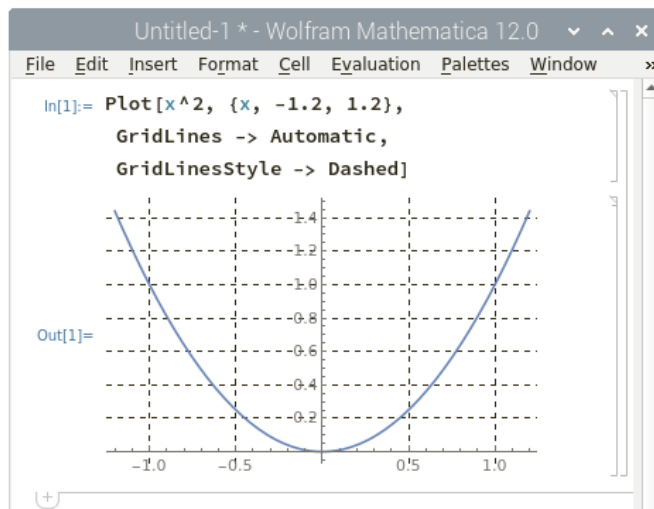 Untitled-1 * - Wolfram Mathematica 12.0
File Edit Insert Format Cell Evaluation Palettes Window »
In[1]:= Plot[x^2, {x, -1.2, 1.2},
GridLines -> Automatic,
GridLinesStyle -> Dashed]
Out[1]=
1.4
1.2
1.0
0.8
0.6
0.4
0.2
-1.0 -0.5 0.5 1.0